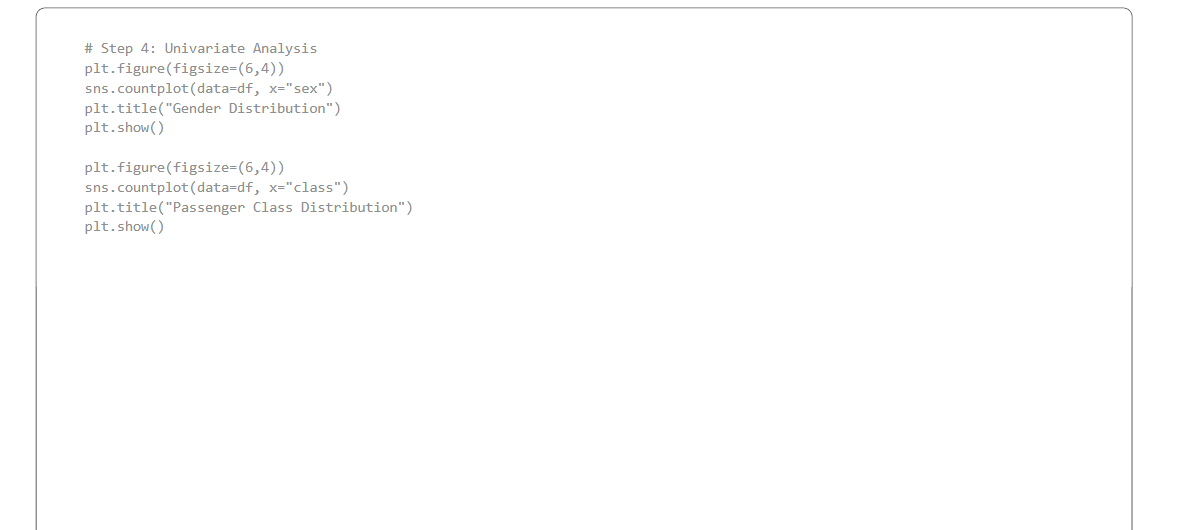 # Step 4: Univariate Analysis
plt.figure(figsize=(6,4))
sns.countplot(data=df, x="sex")
plt.title("Gender Distribution")
plt.show()
plt.figure(figsize=(6,4))
sns.countplot(data=df, x="class")
plt.title("Passenger Class Distribution")
plt.show()